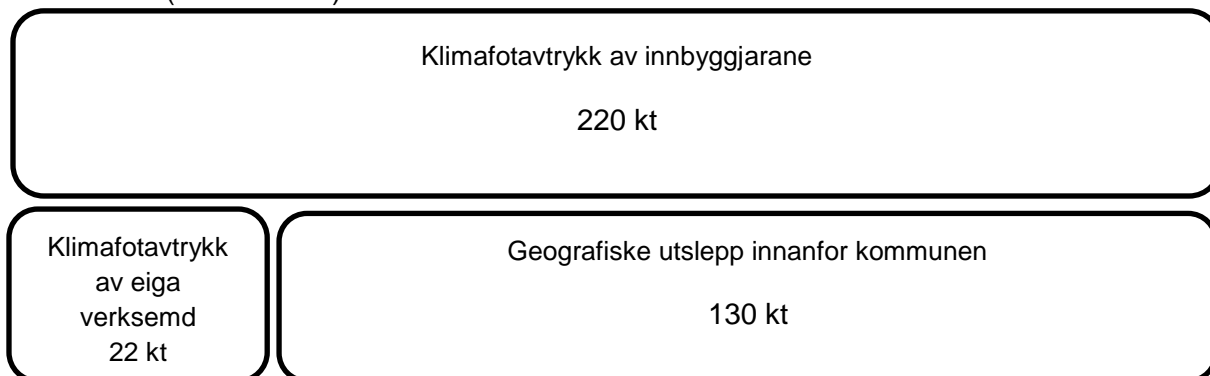 Klimafotavtrykk av innbyggjarane
220 kt
Klimafotavtrykk
av eiga
verksemd
22 kt
Geografiske utslepp innanfor kommunen
130 kt